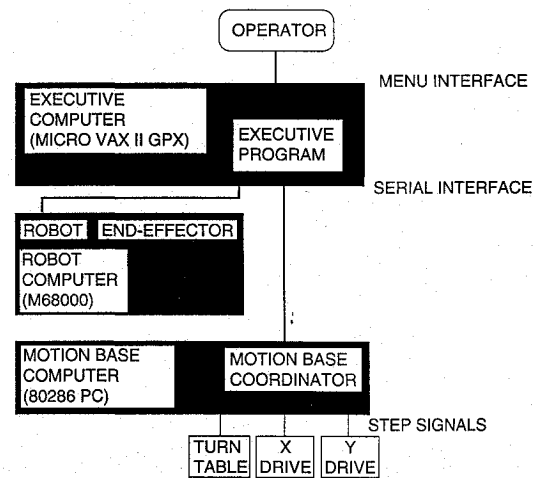 OPERATOR
MENU INTERFACE
EXECUTIVE
COMPUTER
(MICRO VAX II GPX)
EXECUTIVE
PROGRAM
SERIAL INTERFACE
ROBOT
END-EFFECTOR
ROBOT
COMPUTER
(M68000)
MOTION BASE
COMPUTER
(80286 PC)
MOTION BASE
COORDINATOR
STEP SIGNALS
TURN
TABLE
X
DRIVE
Y
DRIVE